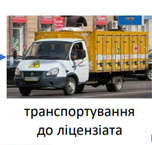 транспортування
до ліцензіата